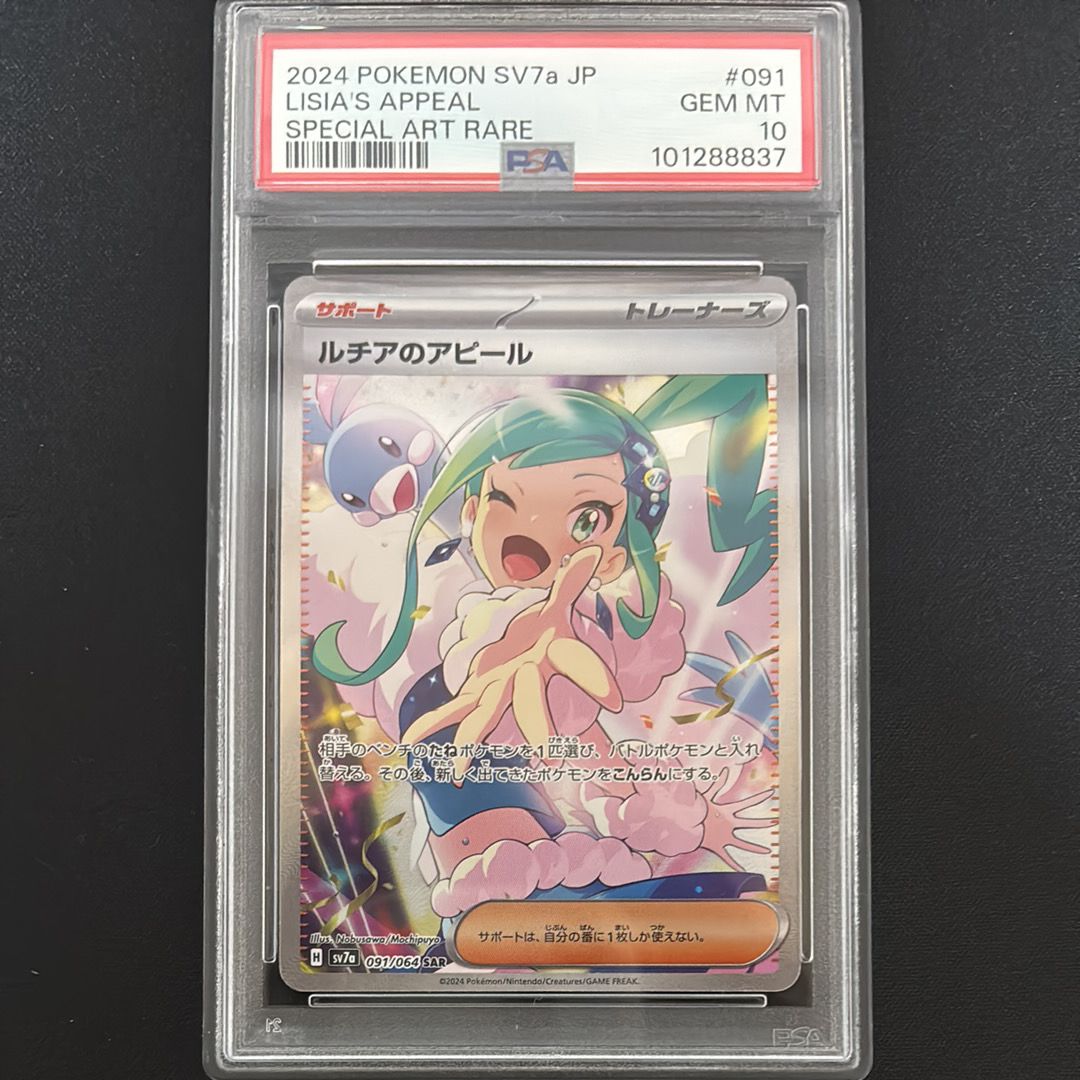 2024 POKEMON SV7a JP #091
LISIA'S APPEAL GEM MT
SPECIAL ART RARE 10
PSA 101288837
サポート トレーナーズ
ルチアのアピール
相手のベンチのたねポケモンを1匹選び、バトルポケモンと入れ
替える。その後、新しく出てきたポケモンをこんらんにする。
サポートは、自分の番に1枚しか使えない。
Illus. Nobusawa/Mochipuyo
H sv7a 091/064 SAR
©2024 Pokémon/Nintendo/Creatures/GAME FREAK.
PSA